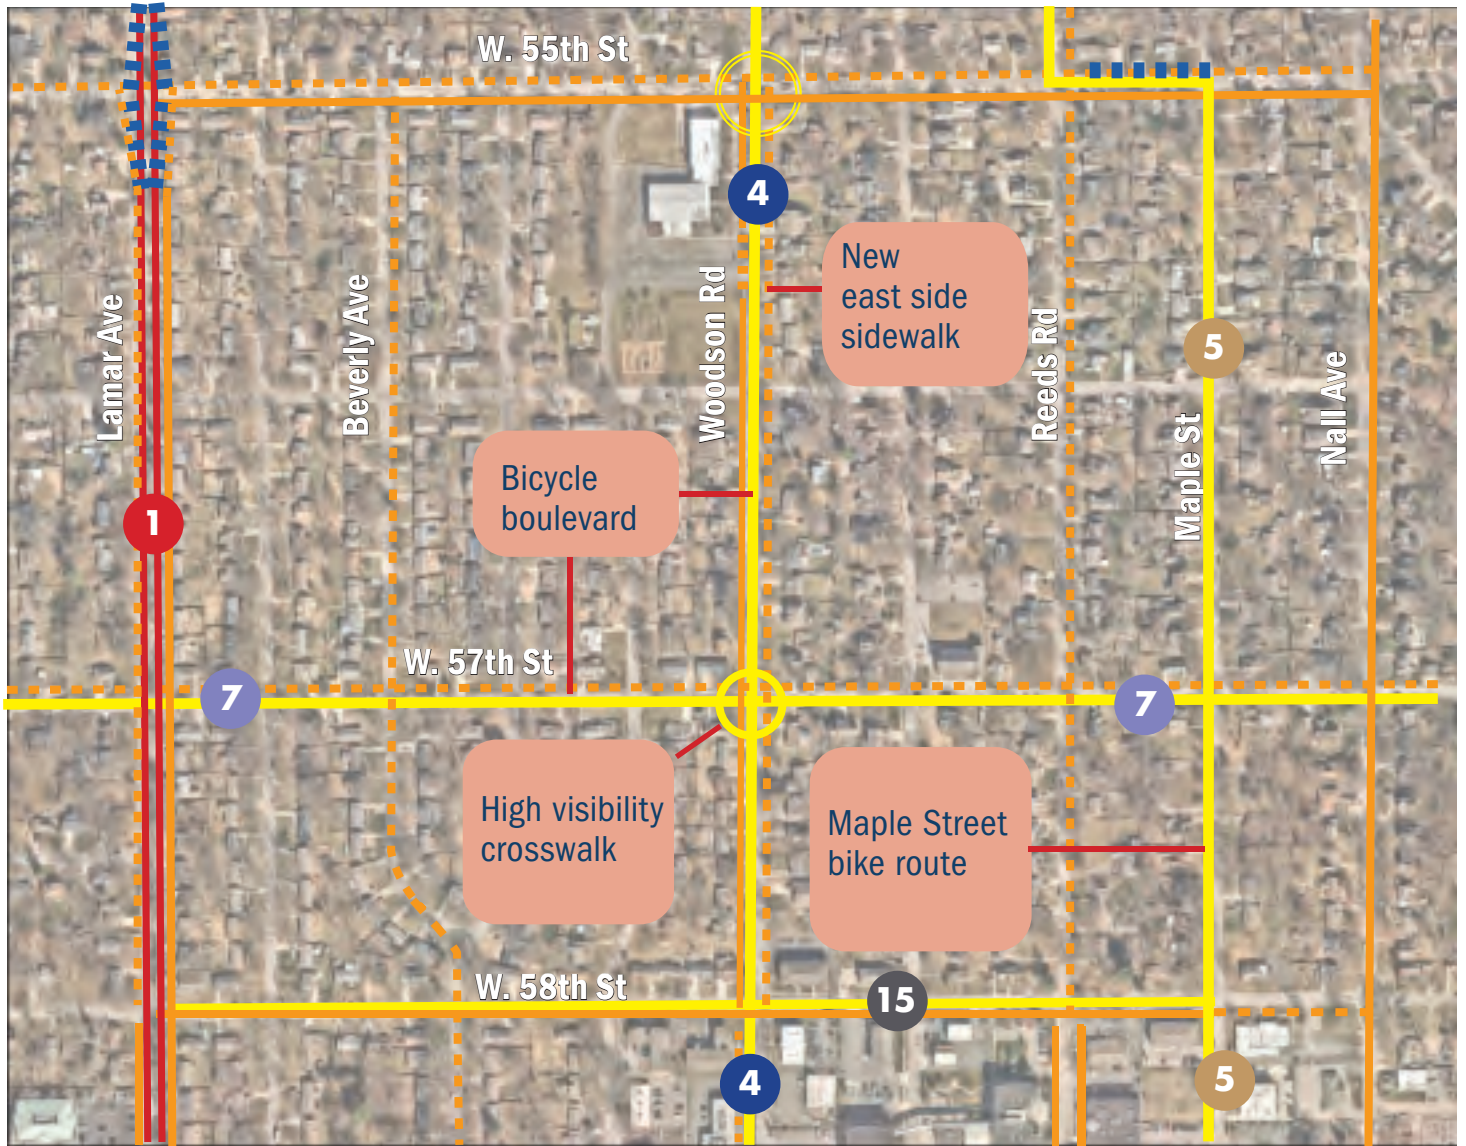 W. 55th St
4
New
east side
sidewalk
Lamar Ave
Beverly Ave
Woodson Rd
Reeds Rd
5
Maple St
Nall Ave
Bicycle
boulevard
1
W. 57th St
7
7
High visibility
crosswalk
Maple Street
bike route
W. 58th St
15
4
5